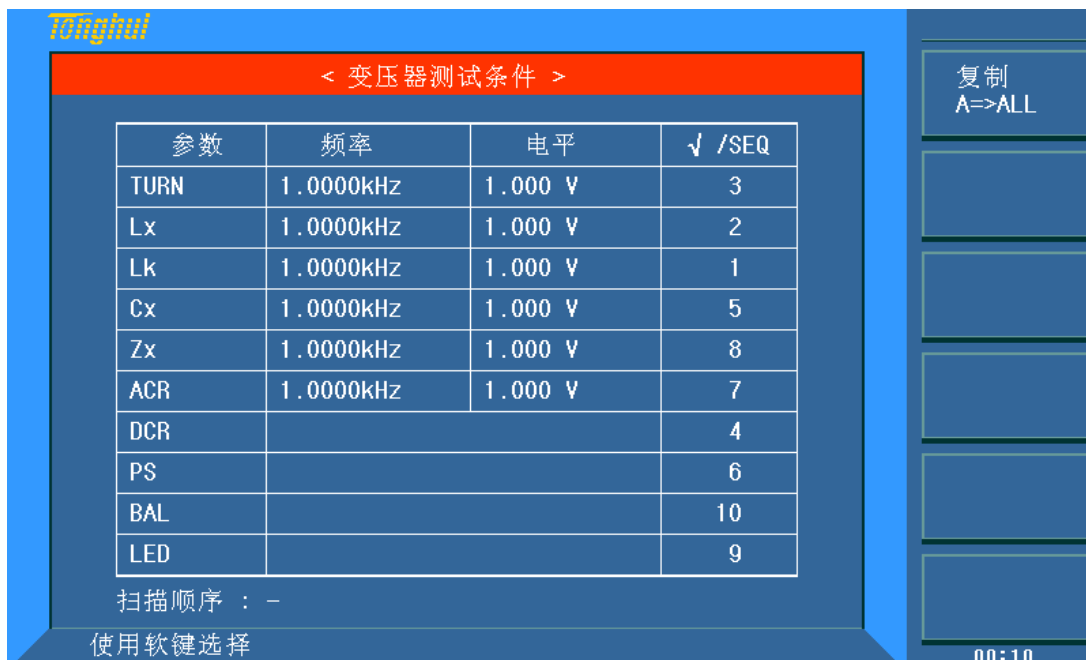 Tonghui
< 变压器测试条件 >
复制
A=>ALL
参数 频率 电平 √ /SEQ
TURN 1.0000kHz 1.000 V 3
Lx 1.0000kHz 1.000 V 2
Lk 1.0000kHz 1.000 V 1
Cx 1.0000kHz 1.000 V 5
Zx 1.0000kHz 1.000 V 8
ACR 1.0000kHz 1.000 V 7
DCR 4
PS 6
BAL 10
LED 9
扫描顺序 : -
使用软键选择
00:10